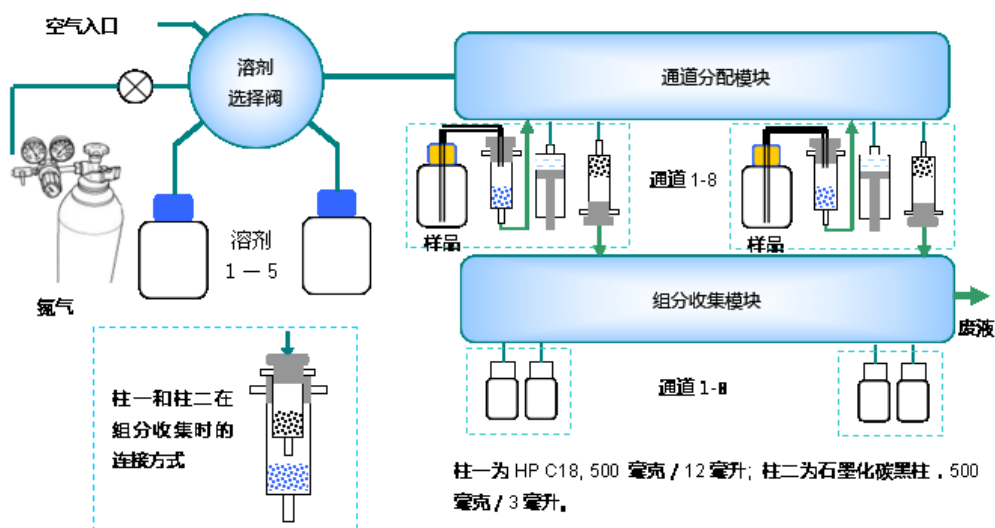 空气入口
溶剂
选择阀
通道分配模块
通道 1-8
样品
样品
溶剂
1 — 5
氮气
组分收集模块
废液
通道 1-8
柱一和柱二在
组分收集时的
连接方式
柱一为 HP C18, 500 毫克 / 12 毫升; 柱二为石墨化碳黑柱 , 500
毫克 / 3 毫升。